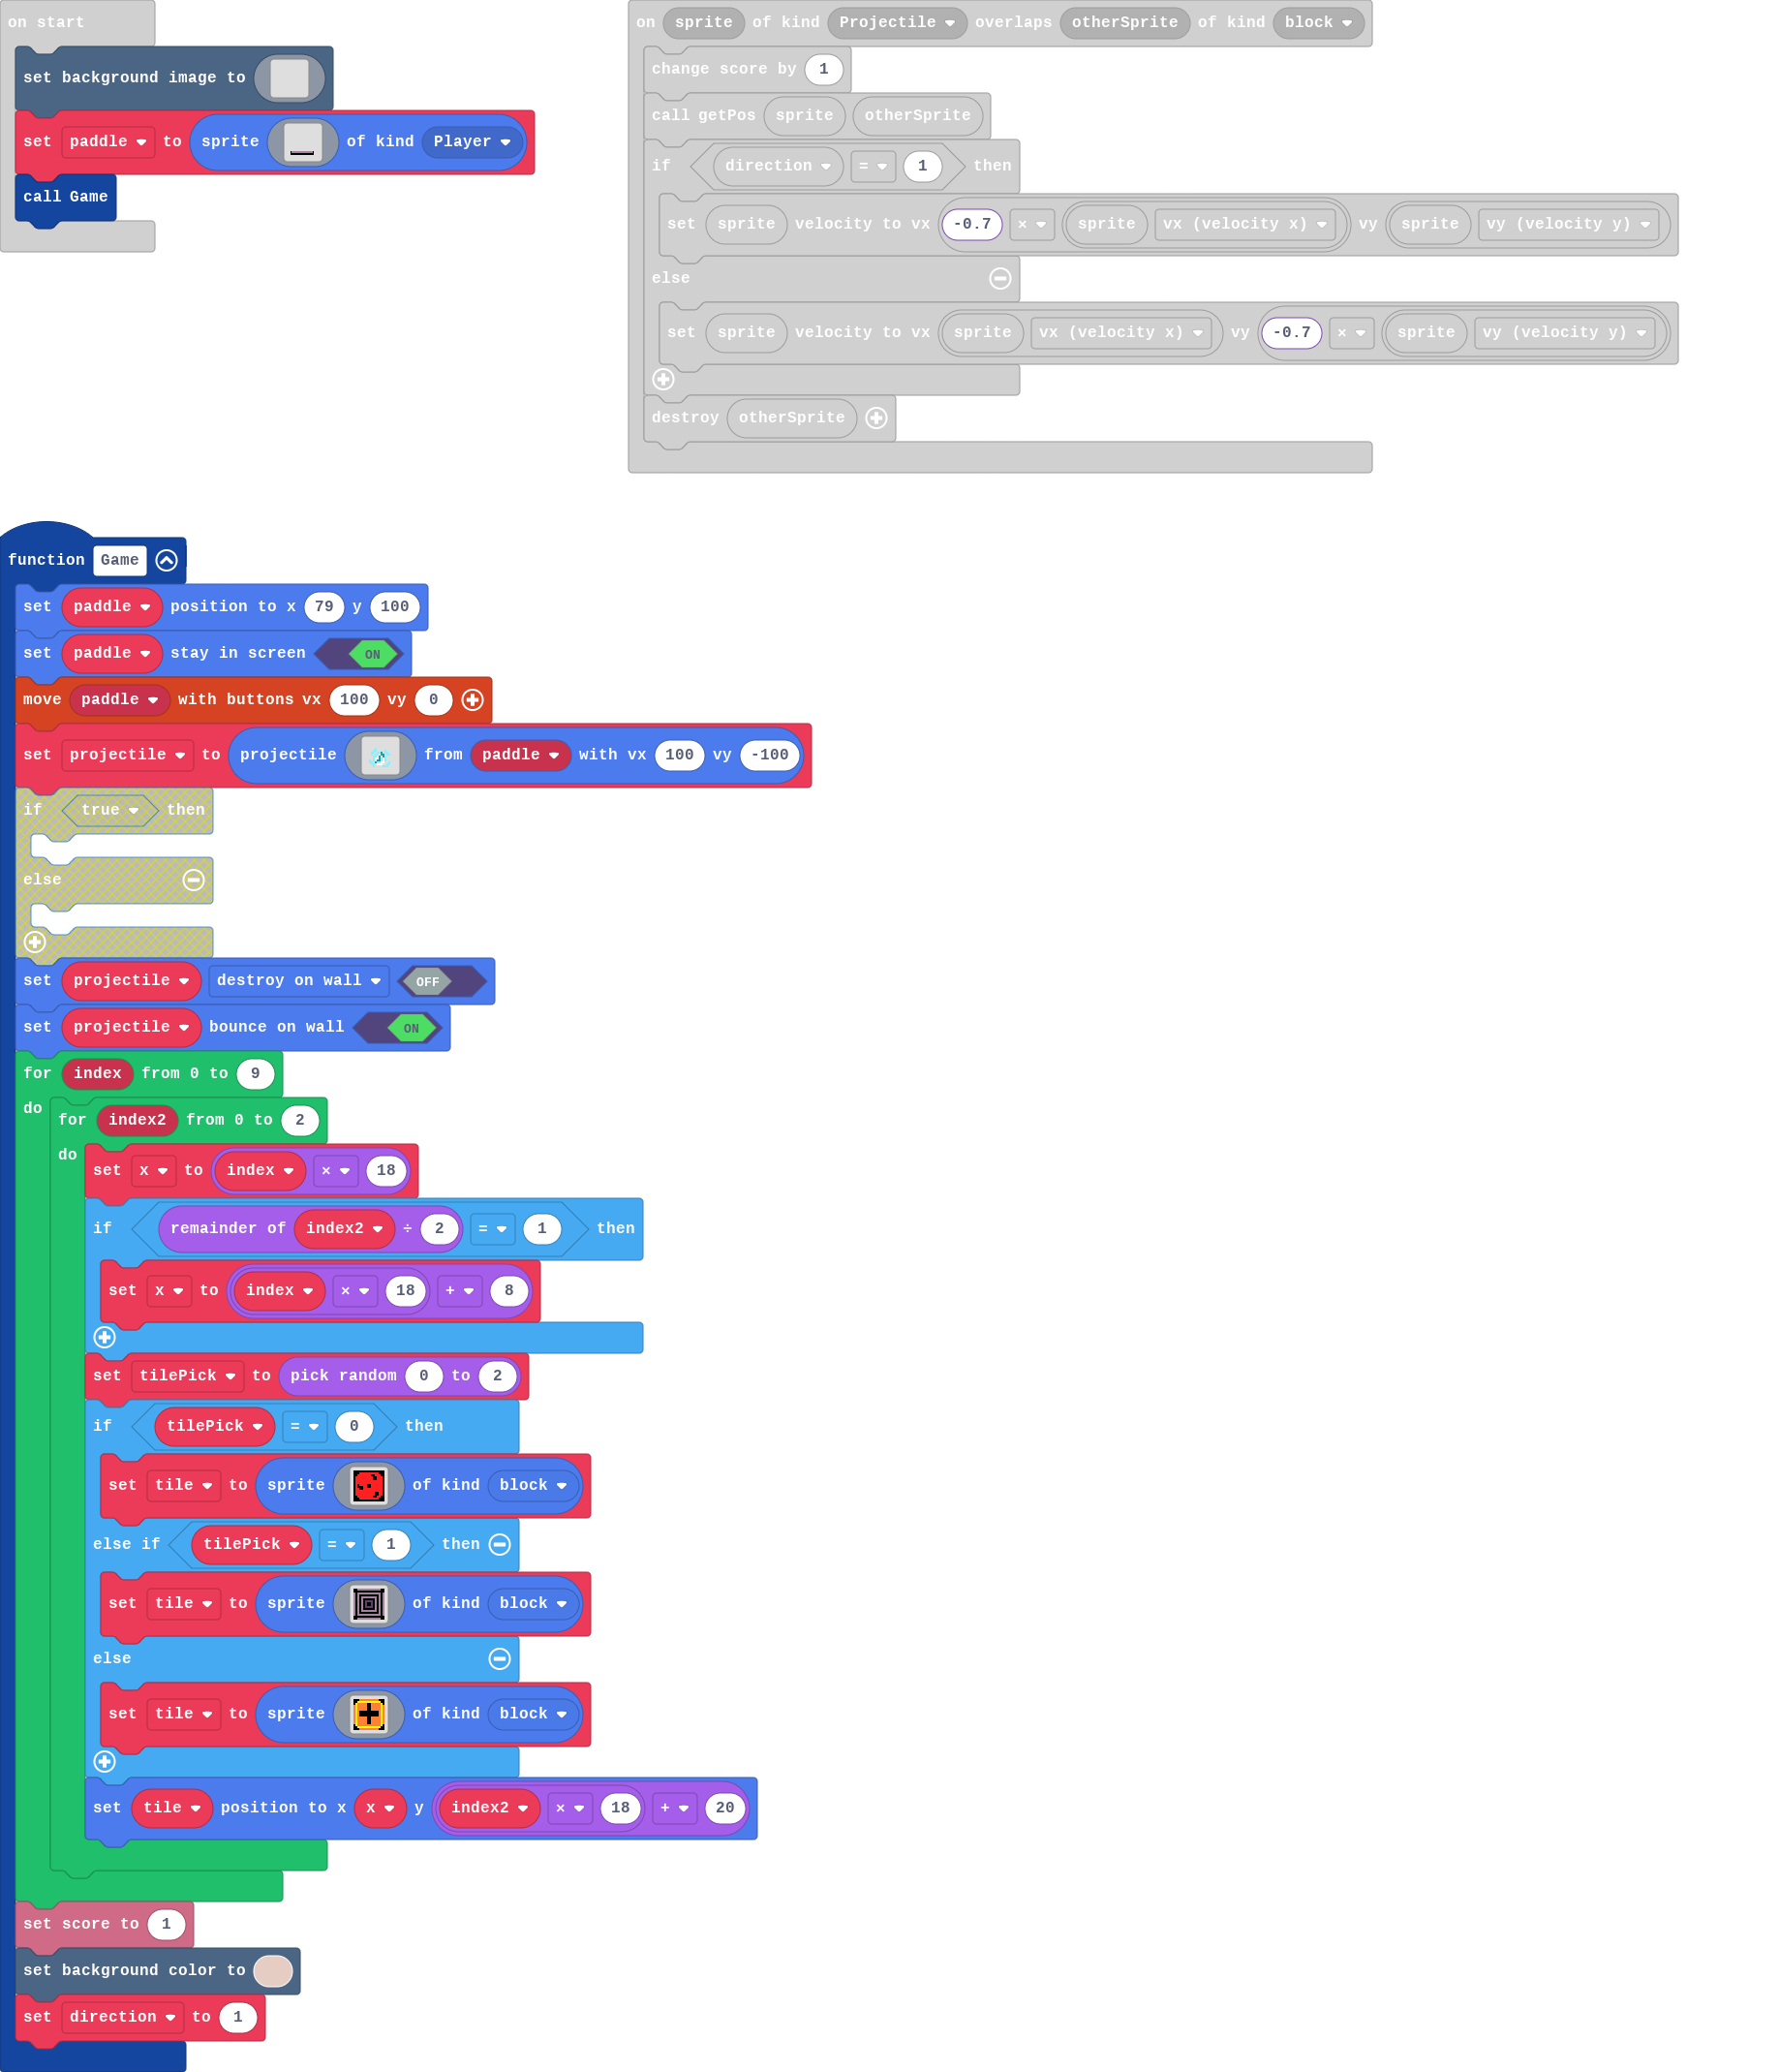 on start
set background image to
set paddle to sprite of kind Player
call Game
on sprite of kind Projectile overlaps otherSprite of kind block
change score by 1
call getPos sprite otherSprite
if direction = 1 then
set sprite velocity to vx -0.7 × sprite vx (velocity x) vy sprite vy (velocity y)
else
set sprite velocity to vx sprite vx (velocity x) vy -0.7 × sprite vy (velocity y)
destroy otherSprite
function Game
set paddle position to x 79 y 100
set paddle stay in screen ON
move paddle with buttons vx 100 vy 0
set projectile to projectile from paddle with vx 100 vy -100
if true then
else
set projectile destroy on wall OFF
set projectile bounce on wall ON
for index from 0 to 9
do
for index2 from 0 to 2
do
set x to index × 18
if remainder of index2 ÷ 2 = 1 then
set x to index × 18 + 8
set tilePick to pick random 0 to 2
if tilePick = 0 then
set tile to sprite of kind block
else if tilePick = 1 then
set tile to sprite of kind block
else
set tile to sprite of kind block
set tile position to x x y index2 × 18 + 20
set score to 1
set background color to
set direction to 1